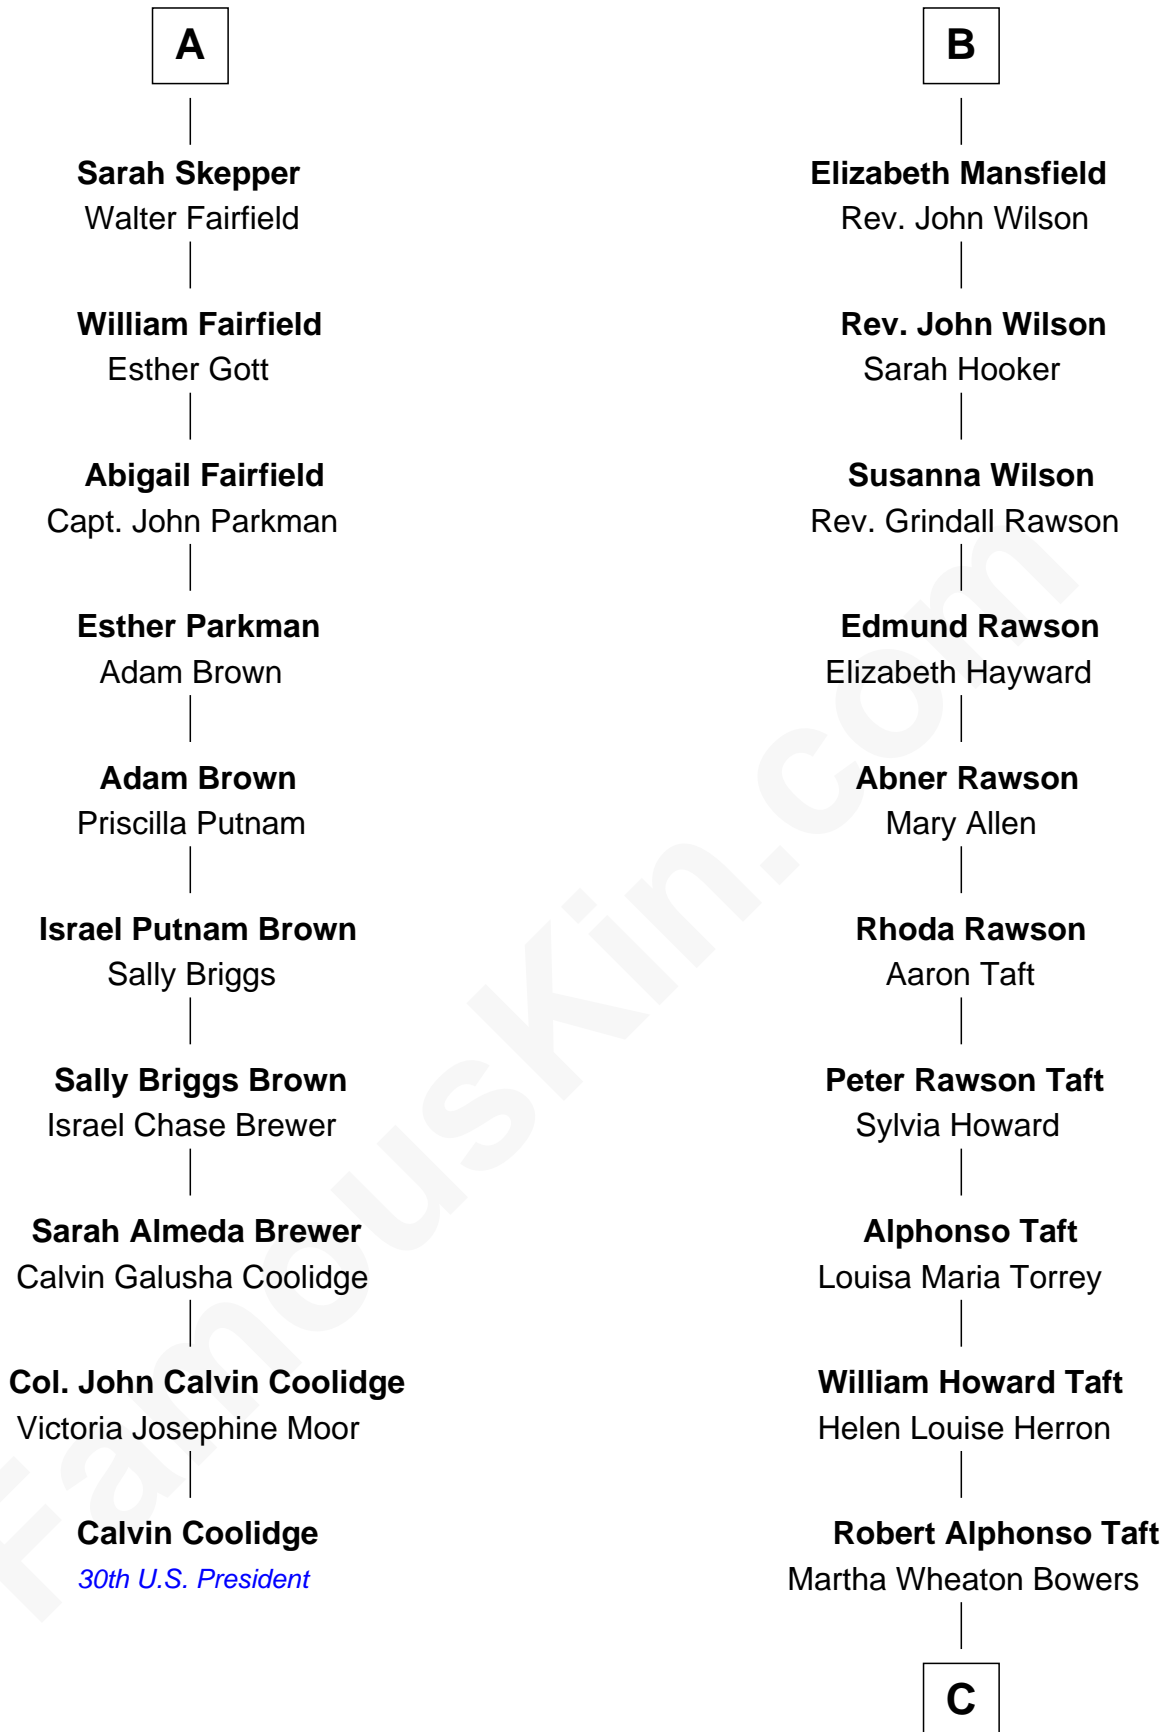 A
Sarah Skepper
Walter Fairfield
William Fairfield
Esther Gott
Abigail Fairfield
Capt. John Parkman
Esther Parkman
Adam Brown
Adam Brown
Priscilla Putnam
Israel Putnam Brown
Sally Briggs
Sally Briggs Brown
Israel Chase Brewer
Sarah Almeda Brewer
Calvin Galusha Coolidge
Col. John Calvin Coolidge
Victoria Josephine Moor
Calvin Coolidge
30th U.S. President
B
Elizabeth Mansfield
Rev. John Wilson
Rev. John Wilson
Sarah Hooker
Susanna Wilson
Rev. Grindall Rawson
Edmund Rawson
Elizabeth Hayward
Abner Rawson
Mary Allen
Rhoda Rawson
Aaron Taft
Peter Rawson Taft
Sylvia Howard
Alphonso Taft
Louisa Maria Torrey
William Howard Taft
Helen Louise Herron
Robert Alphonso Taft
Martha Wheaton Bowers
C
FamousKin.com